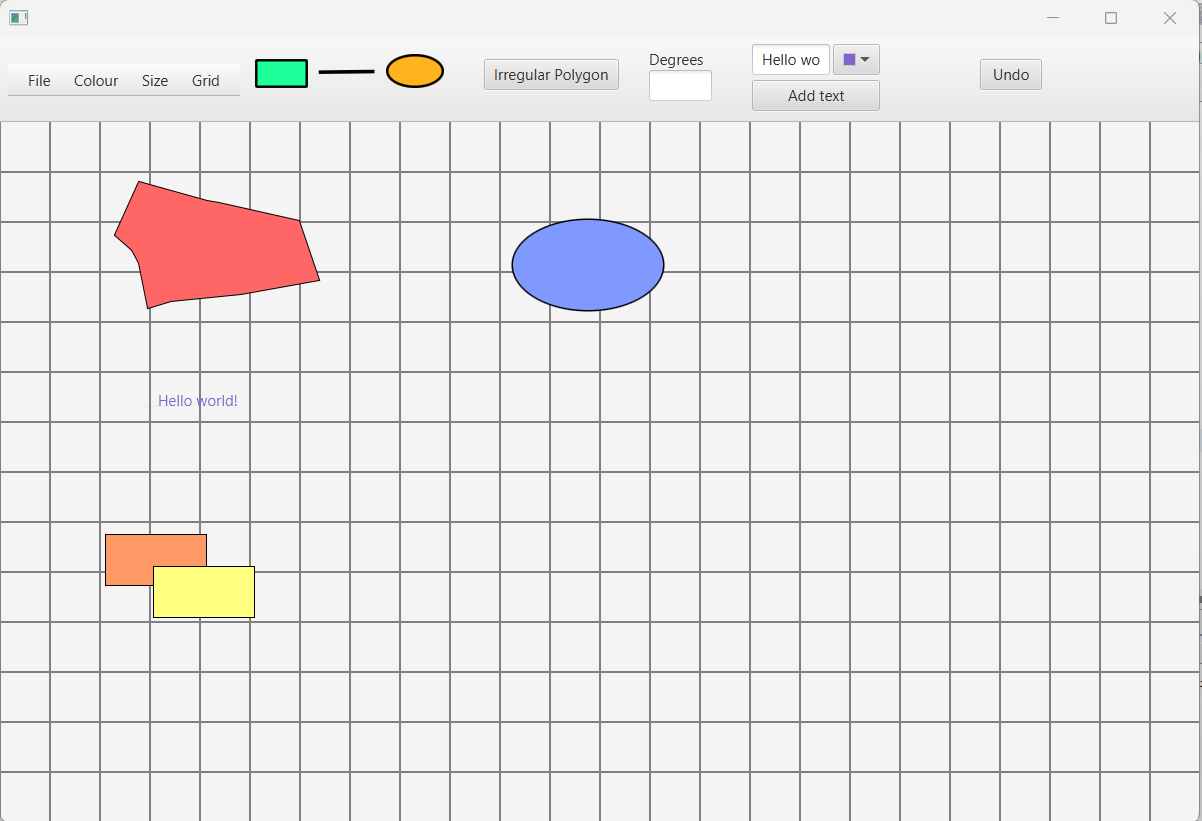 File Colour Size Grid
Irregular Polygon
Degrees
Hello wo
Add text
Undo
Hello world!